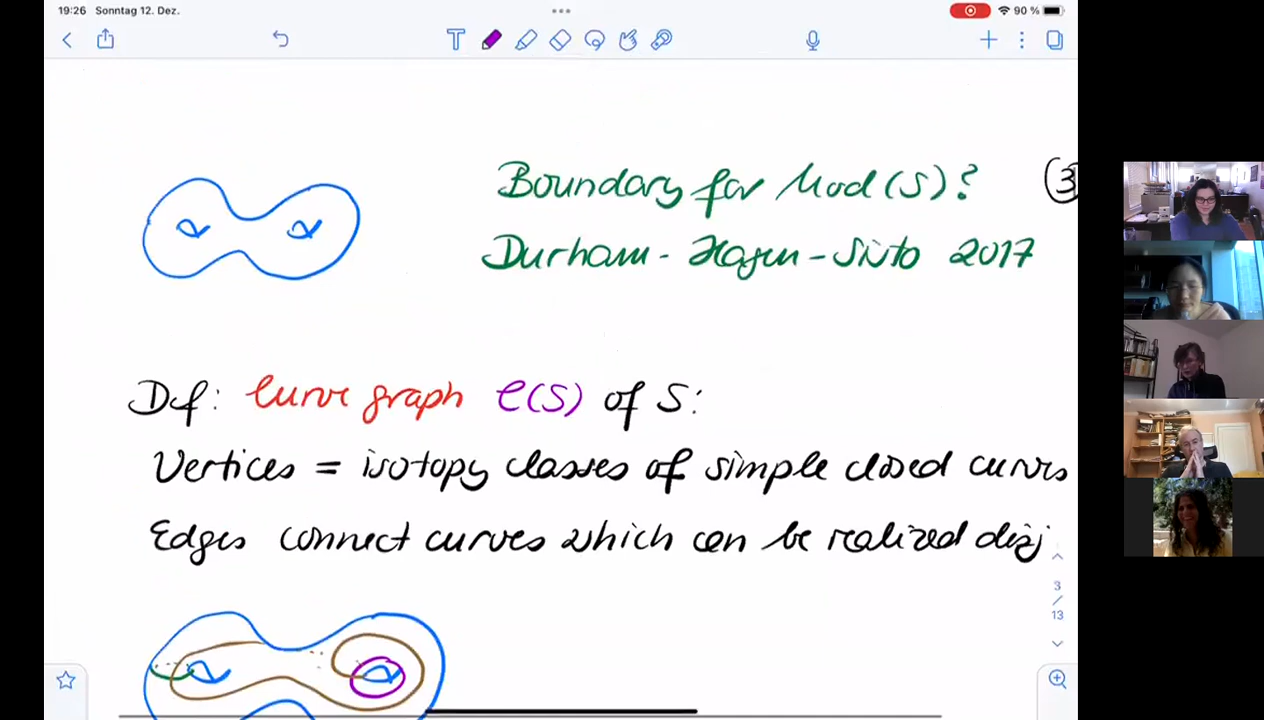 19:26 Sonntag 12. Dez.
90 %
T
Boundary for Mod(S)?
3
Durham - Hagen - Sisto 2017
Df: Curve graph C(S) of S:
Vertices = isotopy classes of simple closed curves
Edges connect curves which can be realized disj
3
/
13